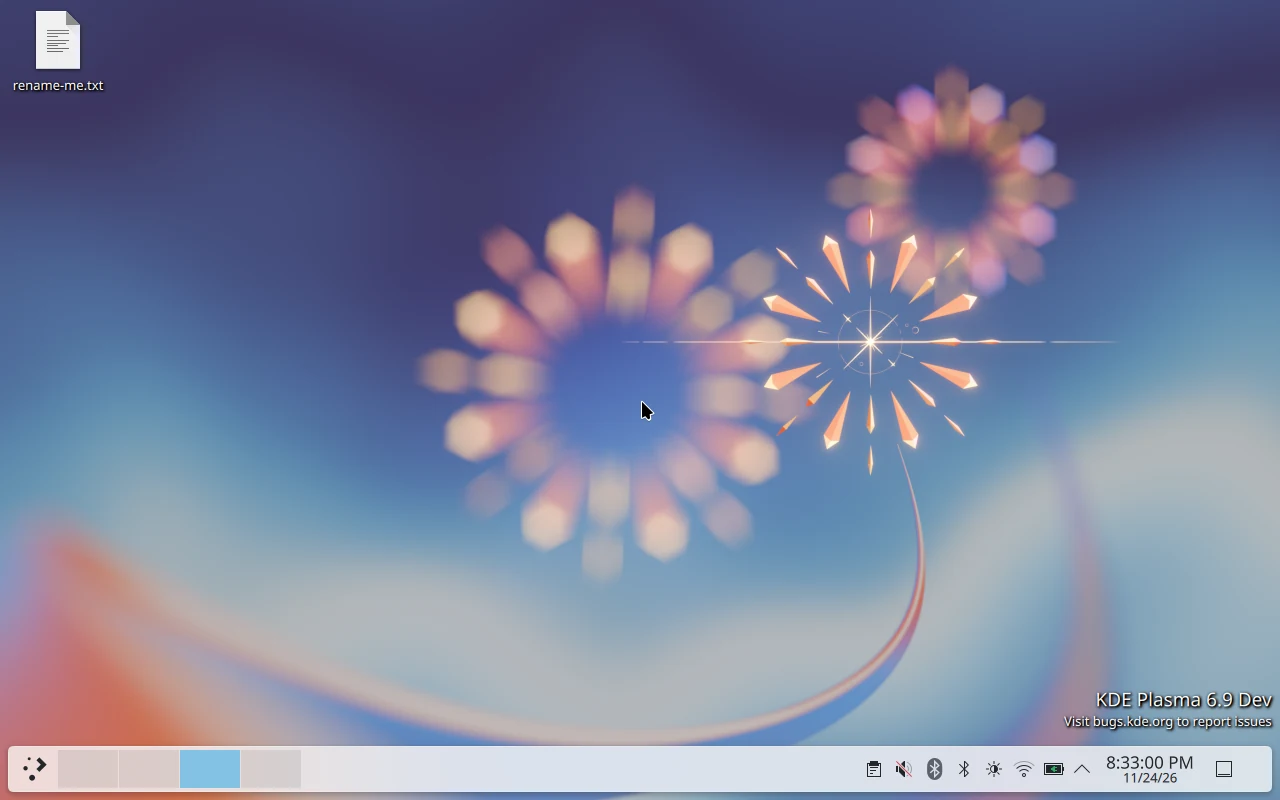 rename-me.txt
KDE Plasma 6.9 Dev
Visit bugs.kde.org to report issues
8:33:00 PM
11/24/26